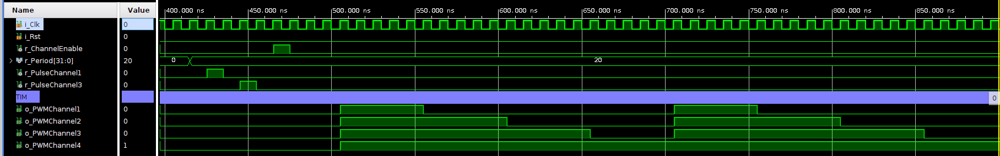 Name Value 400.000 ns 450.000 ns 500.000 ns 550.000 ns 600.000 ns 650.000 ns 700.000 ns 750.000 ns 800.000 ns 850.000 ns
i_Clk 0
i_Rst 0
r_ChannelEnable 0
r_Period[31:0] 20 0 20
r_PulseChannel1 0
r_PulseChannel3 0
TIM 0
o_PWMChannel1 0
o_PWMChannel2 0
o_PWMChannel3 0
o_PWMChannel4 1